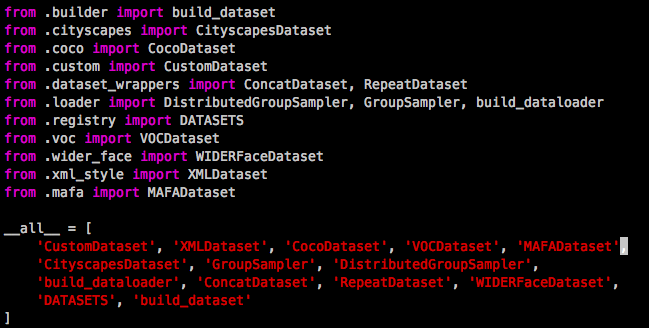 from .builder import build_dataset
from .cityscapes import CityscapesDataset
from .coco import CocoDataset
from .custom import CustomDataset
from .dataset_wrappers import ConcatDataset, RepeatDataset
from .loader import DistributedGroupSampler, GroupSampler, build_dataloader
from .registry import DATASETS
from .voc import VOCDataset
from .wider_face import WIDERFaceDataset
from .xml_style import XMLDataset
from .mafa import MAFADataset

__all__ = [
    'CustomDataset', 'XMLDataset', 'CocoDataset', 'VOCDataset', 'MAFADataset',
    'CityscapesDataset', 'GroupSampler', 'DistributedGroupSampler',
    'build_dataloader', 'ConcatDataset', 'RepeatDataset', 'WIDERFaceDataset',
    'DATASETS', 'build_dataset'
]